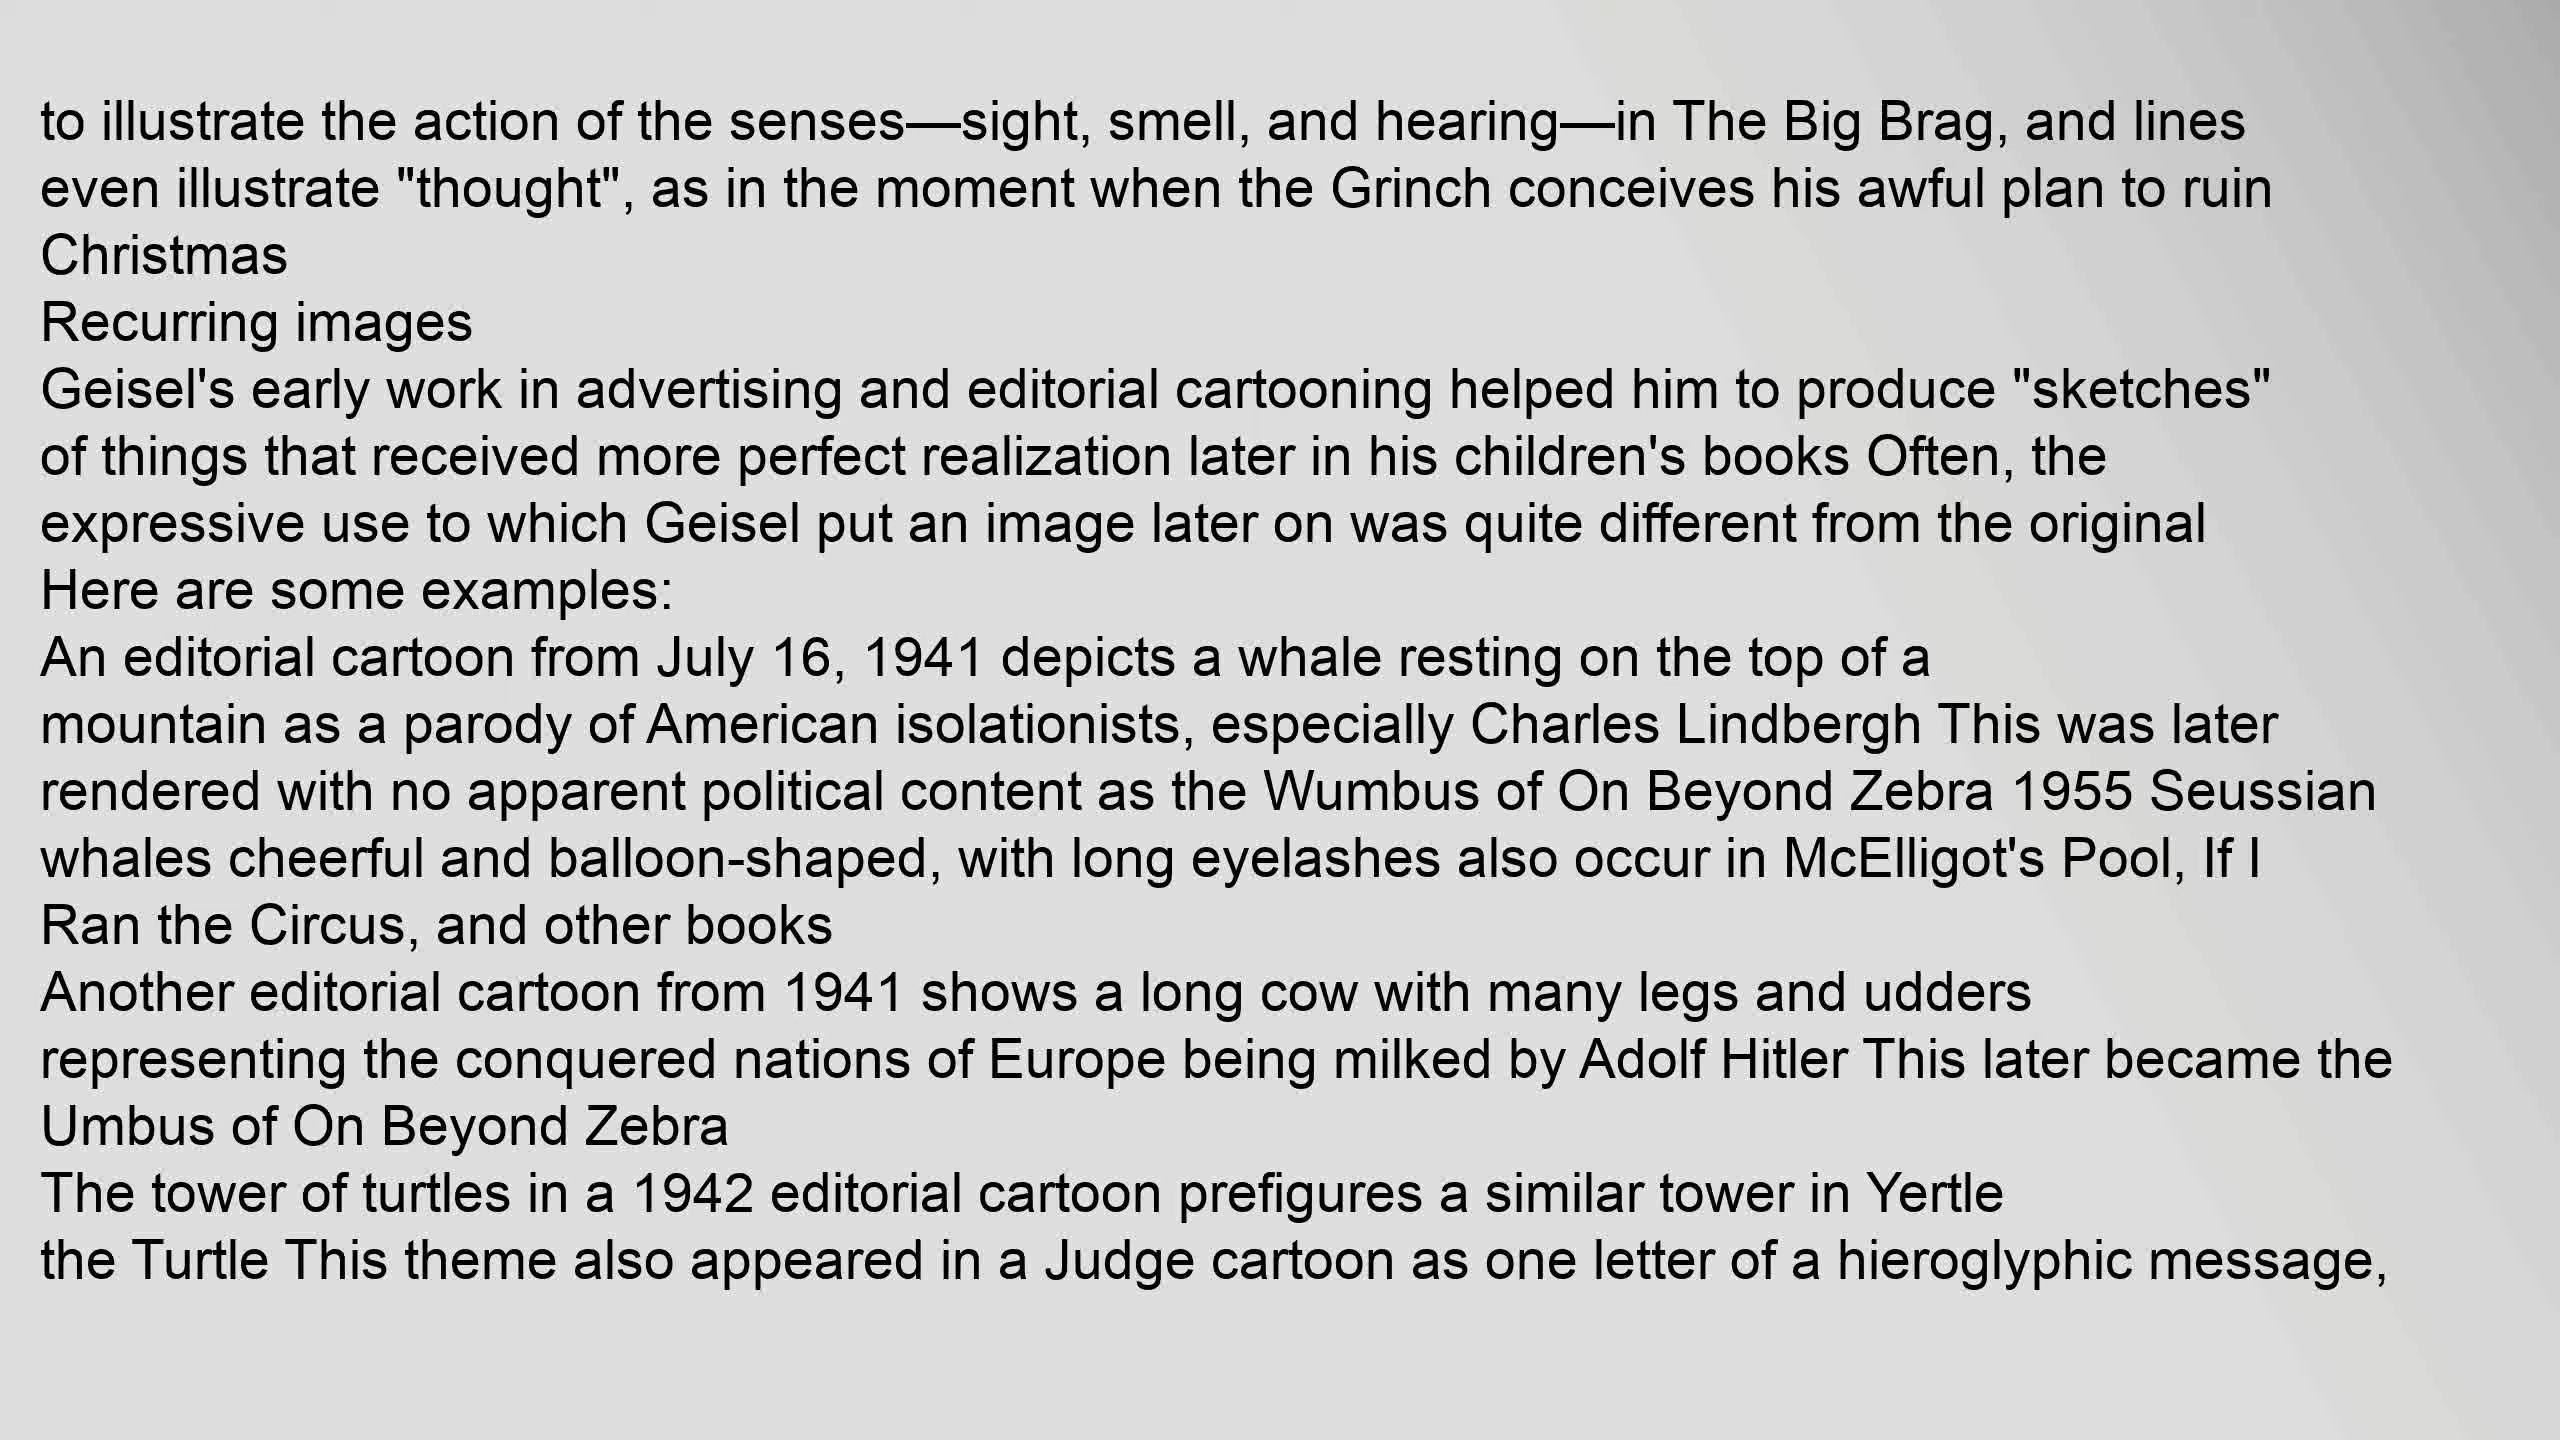 to illustrate the action of the senses—sight, smell, and hearing—in The Big Brag, and lines
even illustrate "thought", as in the moment when the Grinch conceives his awful plan to ruin
Christmas
Recurring images
Geisel's early work in advertising and editorial cartooning helped him to produce "sketches"
of things that received more perfect realization later in his children's books Often, the
expressive use to which Geisel put an image later on was quite different from the original
Here are some examples:
An editorial cartoon from July 16, 1941 depicts a whale resting on the top of a
mountain as a parody of American isolationists, especially Charles Lindbergh This was later
rendered with no apparent political content as the Wumbus of On Beyond Zebra 1955 Seussian
whales cheerful and balloon-shaped, with long eyelashes also occur in McElligot's Pool, If I
Ran the Circus, and other books
Another editorial cartoon from 1941 shows a long cow with many legs and udders
representing the conquered nations of Europe being milked by Adolf Hitler This later became the
Umbus of On Beyond Zebra
The tower of turtles in a 1942 editorial cartoon prefigures a similar tower in Yertle
the Turtle This theme also appeared in a Judge cartoon as one letter of a hieroglyphic message,